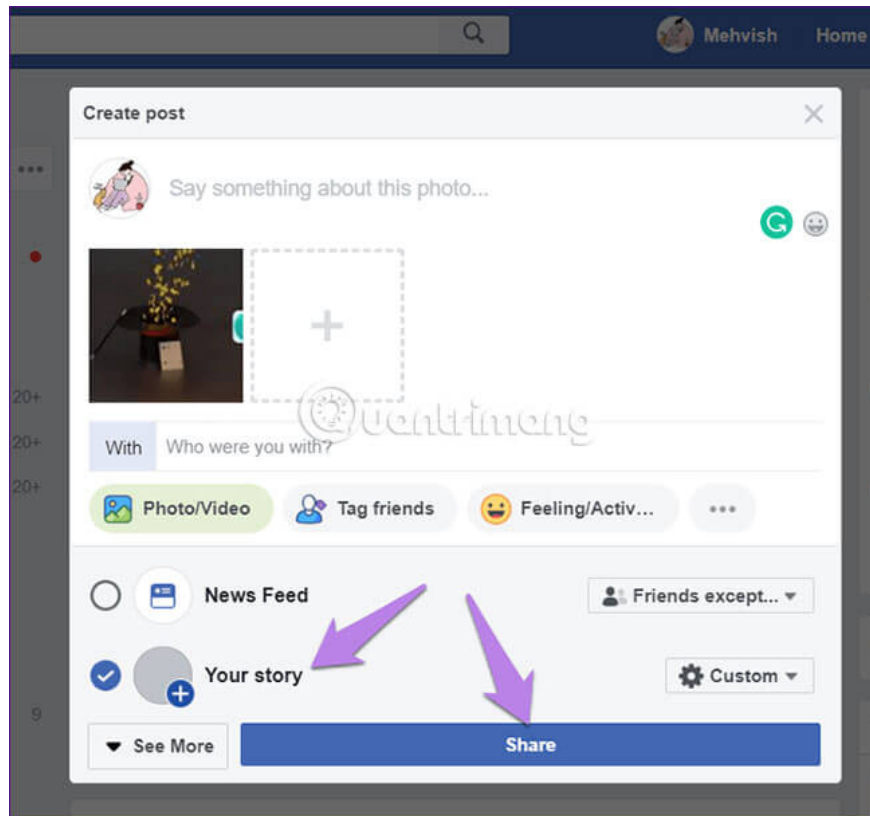 Mehvish Home
Create post
Say something about this photo...
20+
Quantrimang
20+
With Who were you with?
20+
Photo/Video Tag friends Feeling/Activ... 
News Feed Friends except...
Your story Custom
9
See More Share